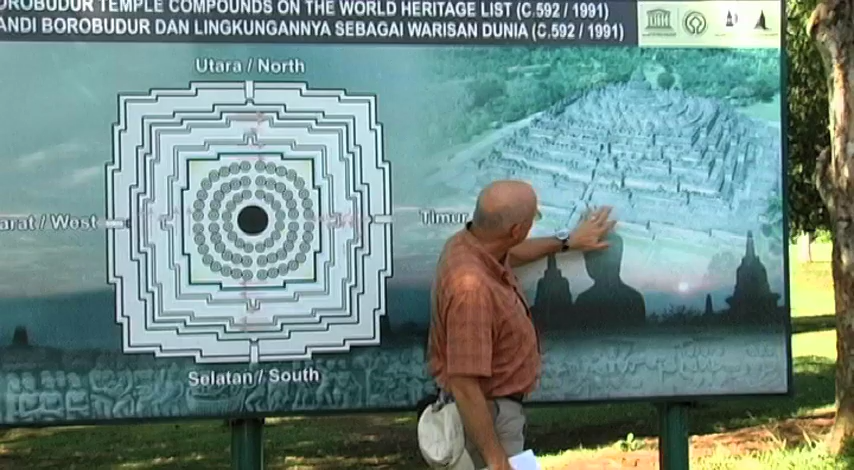 OROBUDUR TEMPLE COMPOUNDS ON THE WORLD HERITAGE LIST (C.592 / 1991)
ANDI BOROBUDUR DAN LINGKUNGANNYA SEBAGAI WARISAN DUNIA (C.592 / 1991)
Utara / North
arat / West
Timur
Selatan / South